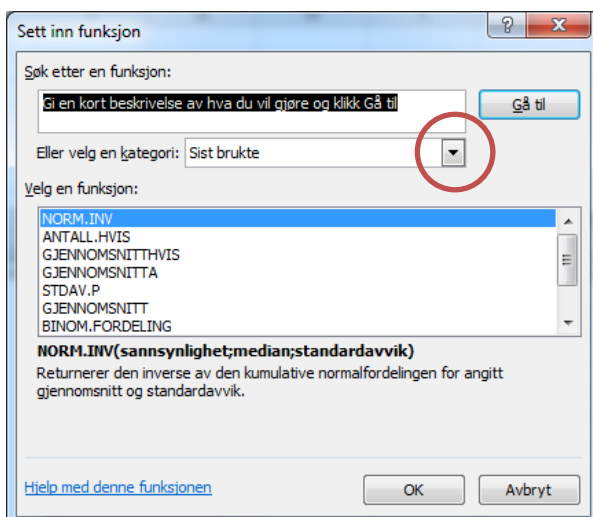 Sett inn funksjon
Søk etter en funksjon:
Gi en kort beskrivelse av hva du vil gjøre og klikk Gå til
Gå til
Eller velg en kategori: Sist brukte
Velg en funksjon:
NORM.INV
ANTALL.HVIS
GJENNOMSNITTHVIS
GJENNOMSNITTA
STDAV.P
GJENNOMSNITT
BINOM.FORDELING
NORM.INV(sannsynlighet;median;standardavvik)
Returnerer den inverse av den kumulative normalfordelingen for angitt
gjennomsnitt og standardavvik.
Hjelp med denne funksjonen
OK
Avbryt